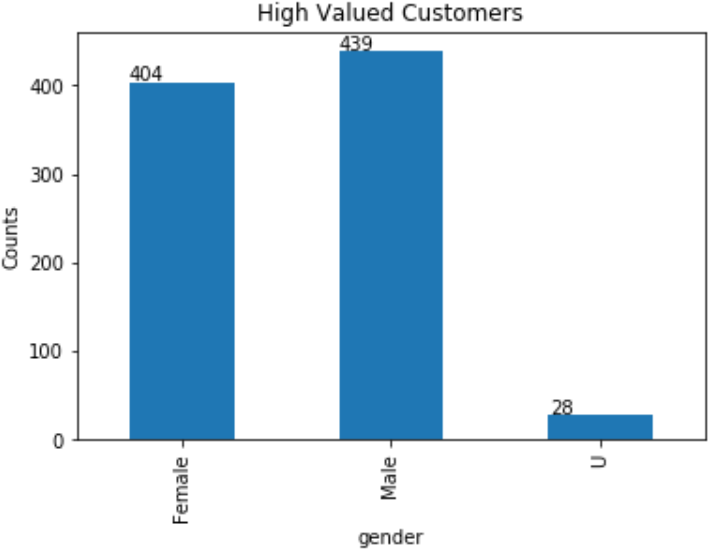 High Valued Customers
439
404
400
300
200
100
28
0
Counts
Female
Male
U
gender